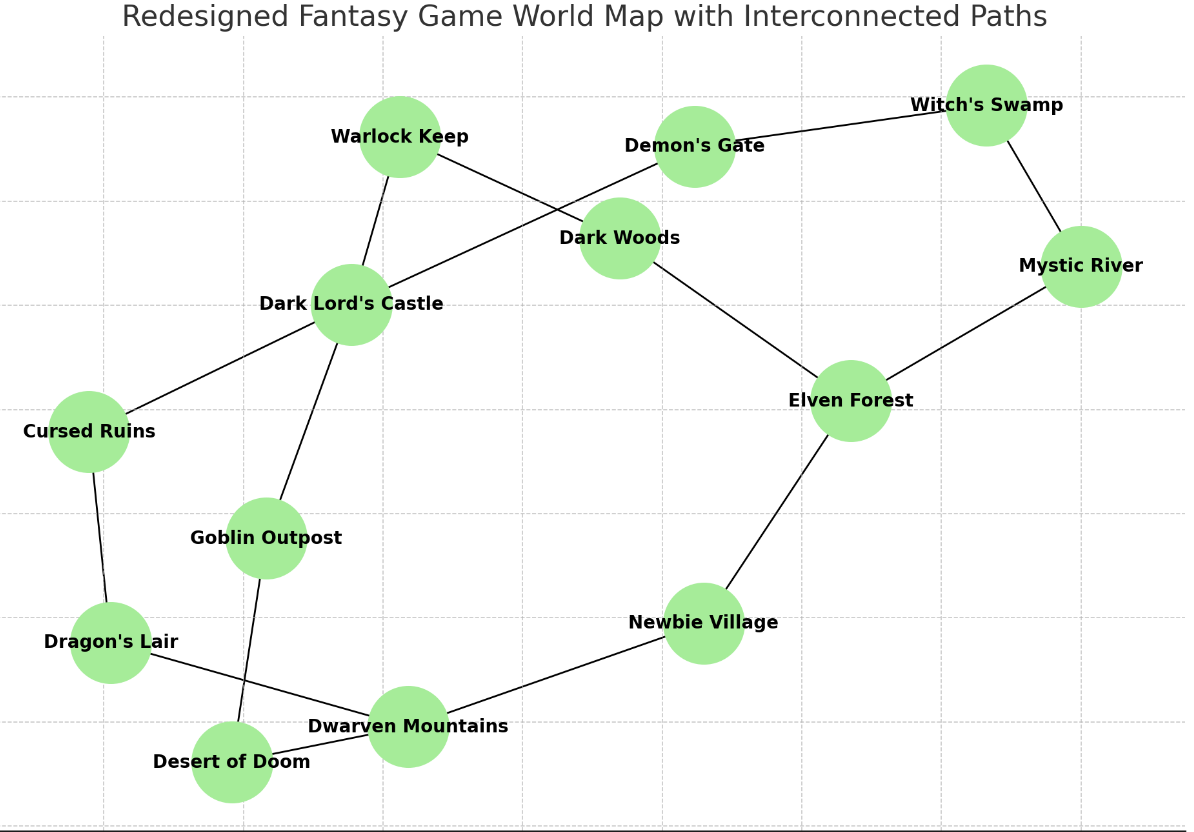 Redesigned Fantasy Game World Map with Interconnected Paths
Witch's Swamp
Warlock Keep
Demon's Gate
Dark Woods
Mystic River
Dark Lord's Castle
Elven Forest
Cursed Ruins
Goblin Outpost
Newbie Village
Dragon's Lair
Dwarven Mountains
Desert of Doom